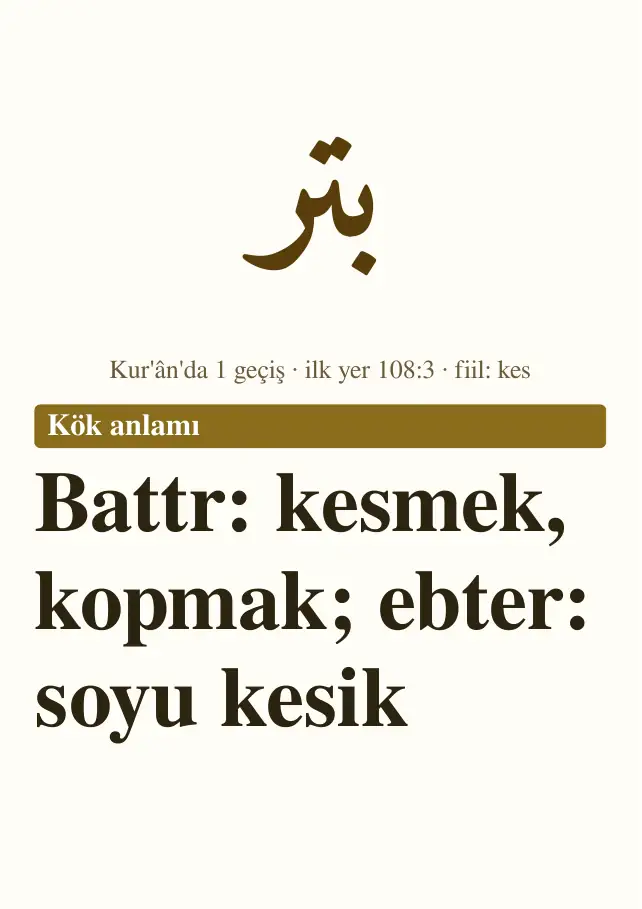 بتر
Kur'ân'da 1 geçiş · ilk yer 108:3 · fiil: kes
Kök anlamı
Battr: kesmek,
kopmak; ebter:
soyu kesik